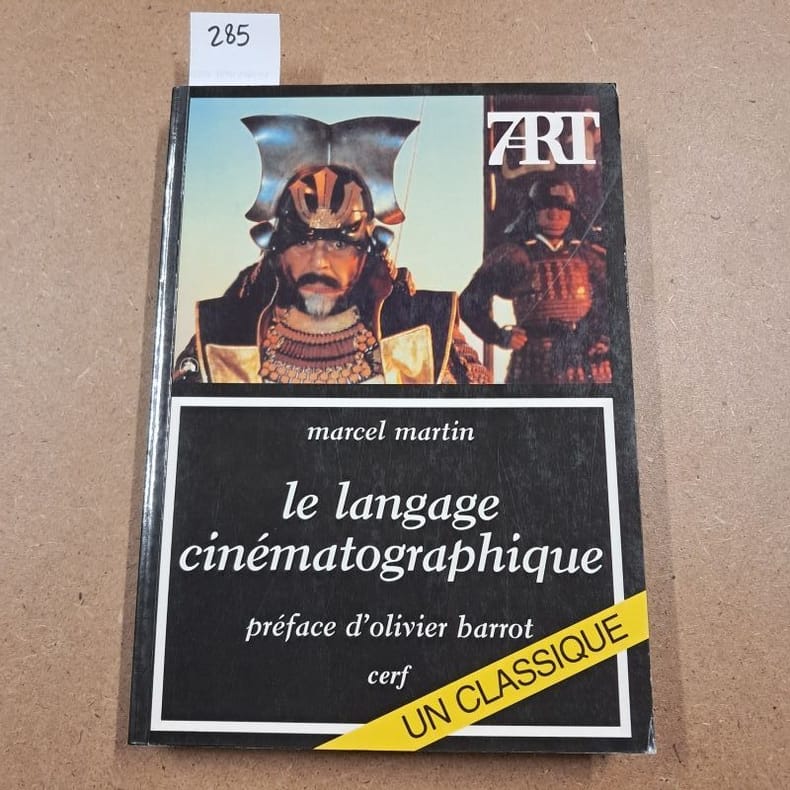 285
7ART
marcel martin
le langage
cinématographique
préface d'olivier barrot
cerf
UN CLASSIQUE